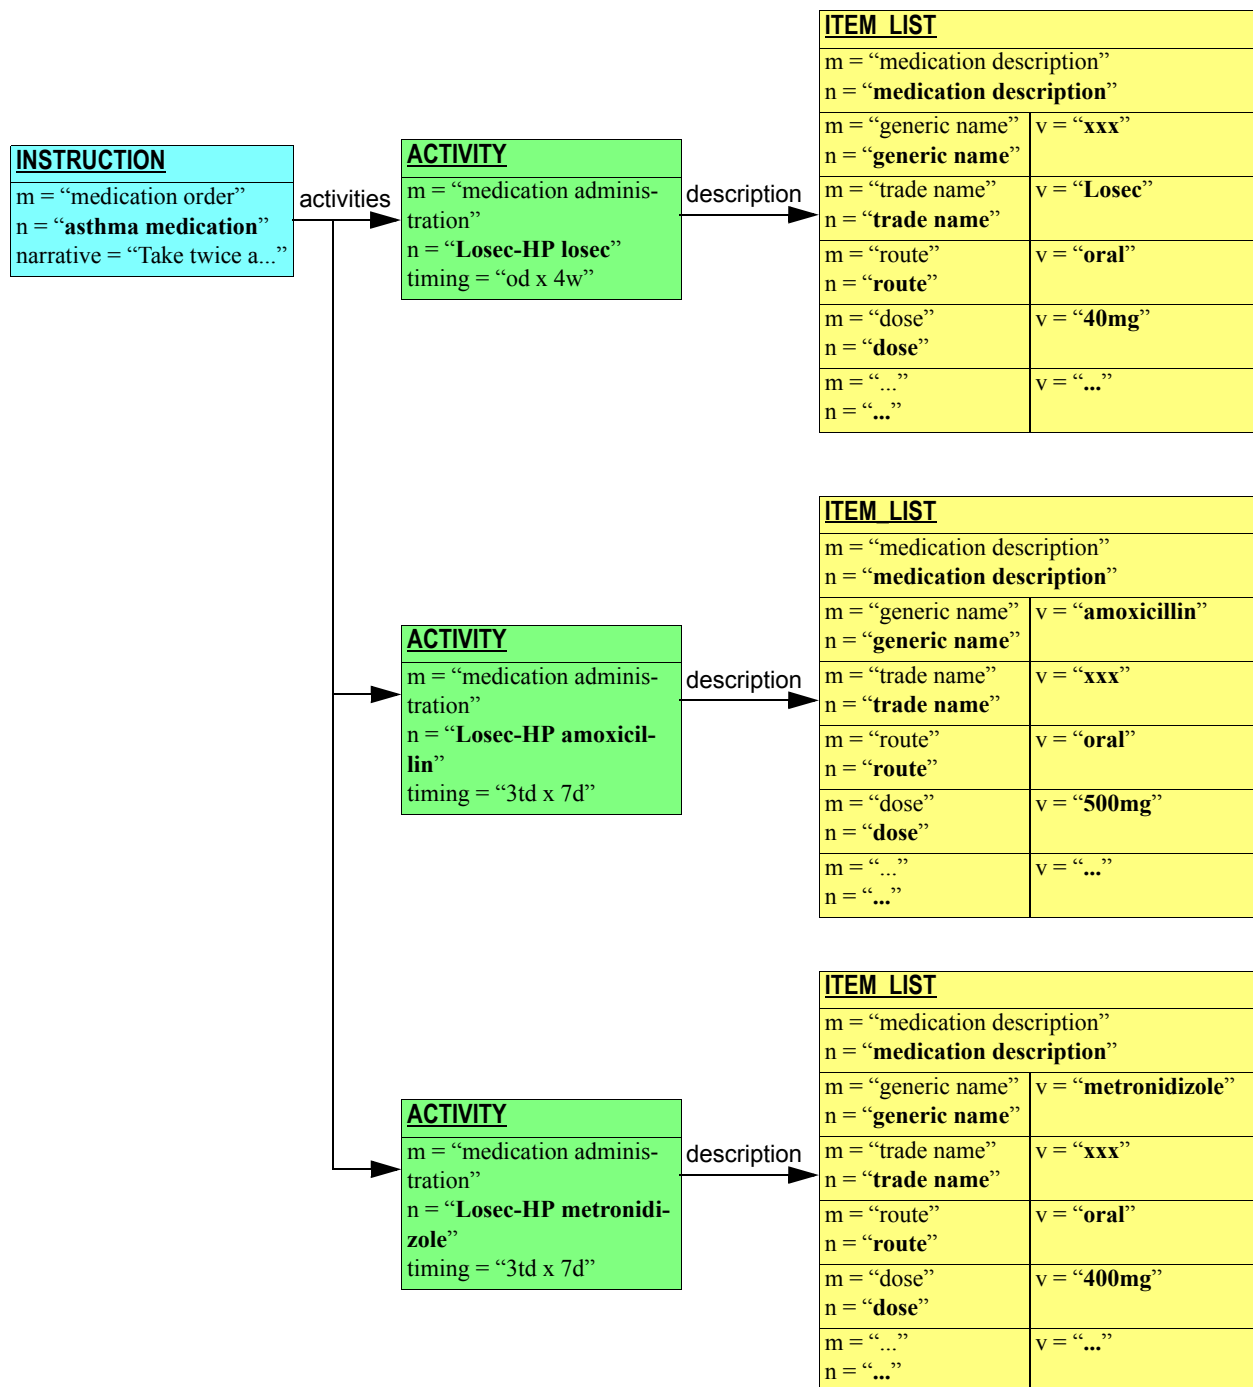 INSTRUCTION
m = “medication order”
n = “asthma medication”
narrative = “Take twice a...”
activities
ACTIVITY
m = “medication adminis-
tration”
n = “Losec-HP losec”
timing = “od x 4w”
description
ITEM_LIST
m = “medication description”
n = “medication description”
m = “generic name” v = “xxx”
n = “generic name”
m = “trade name” v = “Losec”
n = “trade name”
m = “route” v = “oral”
n = “route”
m = “dose” v = “40mg”
n = “dose”
m = “...” v = “...”
n = “...”
ACTIVITY
m = “medication adminis-
tration”
n = “Losec-HP amoxicil-
lin”
timing = “3td x 7d”
description
ITEM_LIST
m = “medication description”
n = “medication description”
m = “generic name” v = “amoxicillin”
n = “generic name”
m = “trade name” v = “xxx”
n = “trade name”
m = “route” v = “oral”
n = “route”
m = “dose” v = “500mg”
n = “dose”
m = “...” v = “...”
n = “...”
ACTIVITY
m = “medication adminis-
tration”
n = “Losec-HP metronidi-
zole”
timing = “3td x 7d”
description
ITEM_LIST
m = “medication description”
n = “medication description”
m = “generic name” v = “metronidizole”
n = “generic name”
m = “trade name” v = “xxx”
n = “trade name”
m = “route” v = “oral”
n = “route”
m = “dose” v = “400mg”
n = “dose”
m = “...” v = “...”
n = “...”